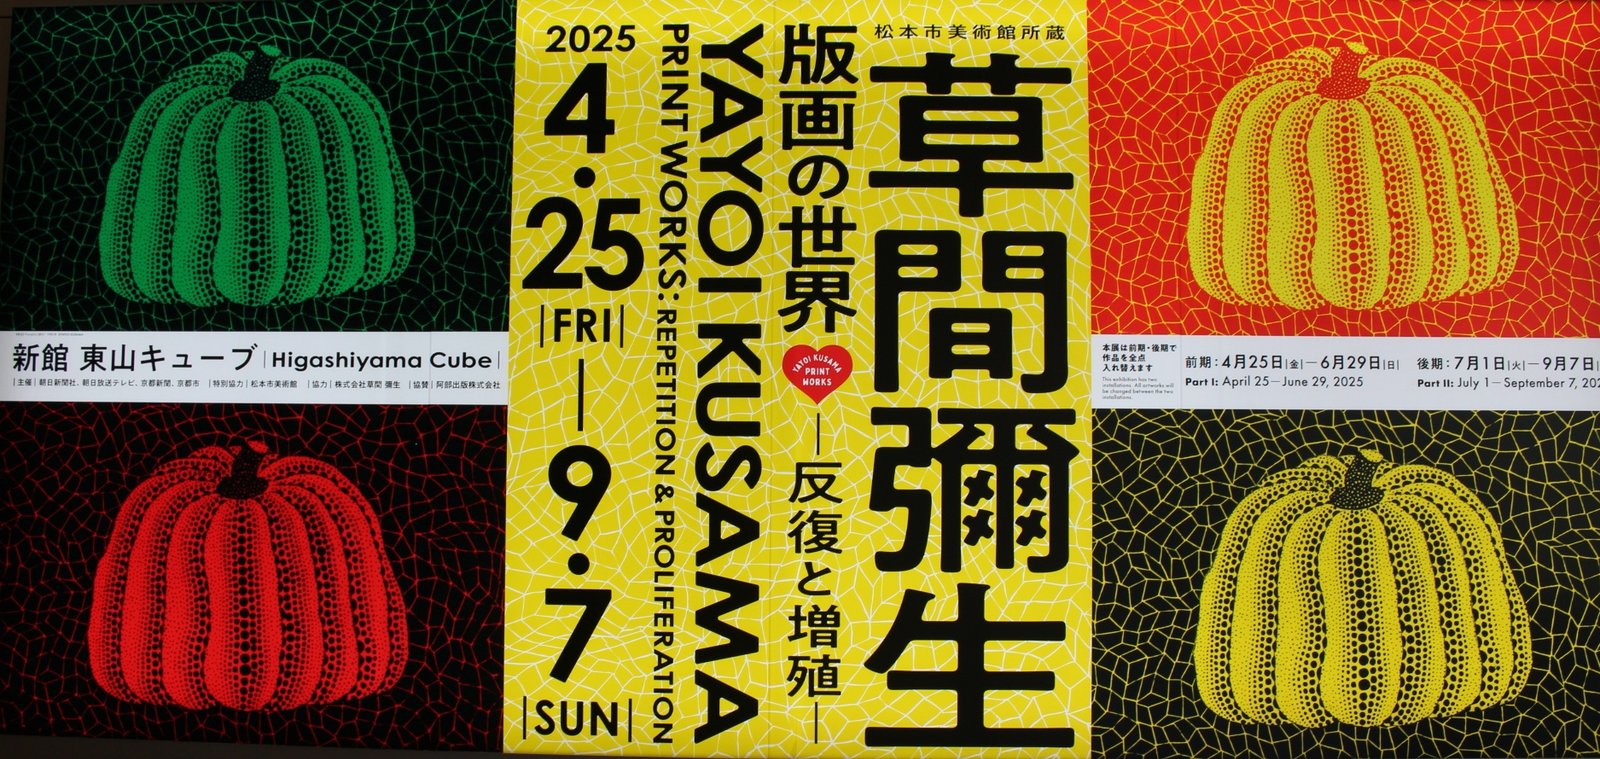 松本市美術館所蔵
草間彌生
版画の世界
YAYOI KUSAMA PRINT WORKS
―反復と増殖―
YAYOI KUSAMA
PRINT WORKS: REPETITION & PROLIFERATION
2025
4.25
|FRI|
―
9.7
|SUN|
新館 東山キューブ|Higashiyama Cube|
|主催|朝日新聞社、朝日放送テレビ、京都新聞、京都市 |特別協力|松本市美術館 |協力|株式会社草間彌生 |協賛|阿部出版株式会社
本展は前期・後期で
作品を全点
入れ替えます
This exhibition has two
installations. All artworks will
be changed between the two
installations.
前期:4月25日|金|―6月29日|日|
Part I: April 25―June 29, 2025
後期:7月1日|火|―9月7日|
Part II: July 1―September 7, 202